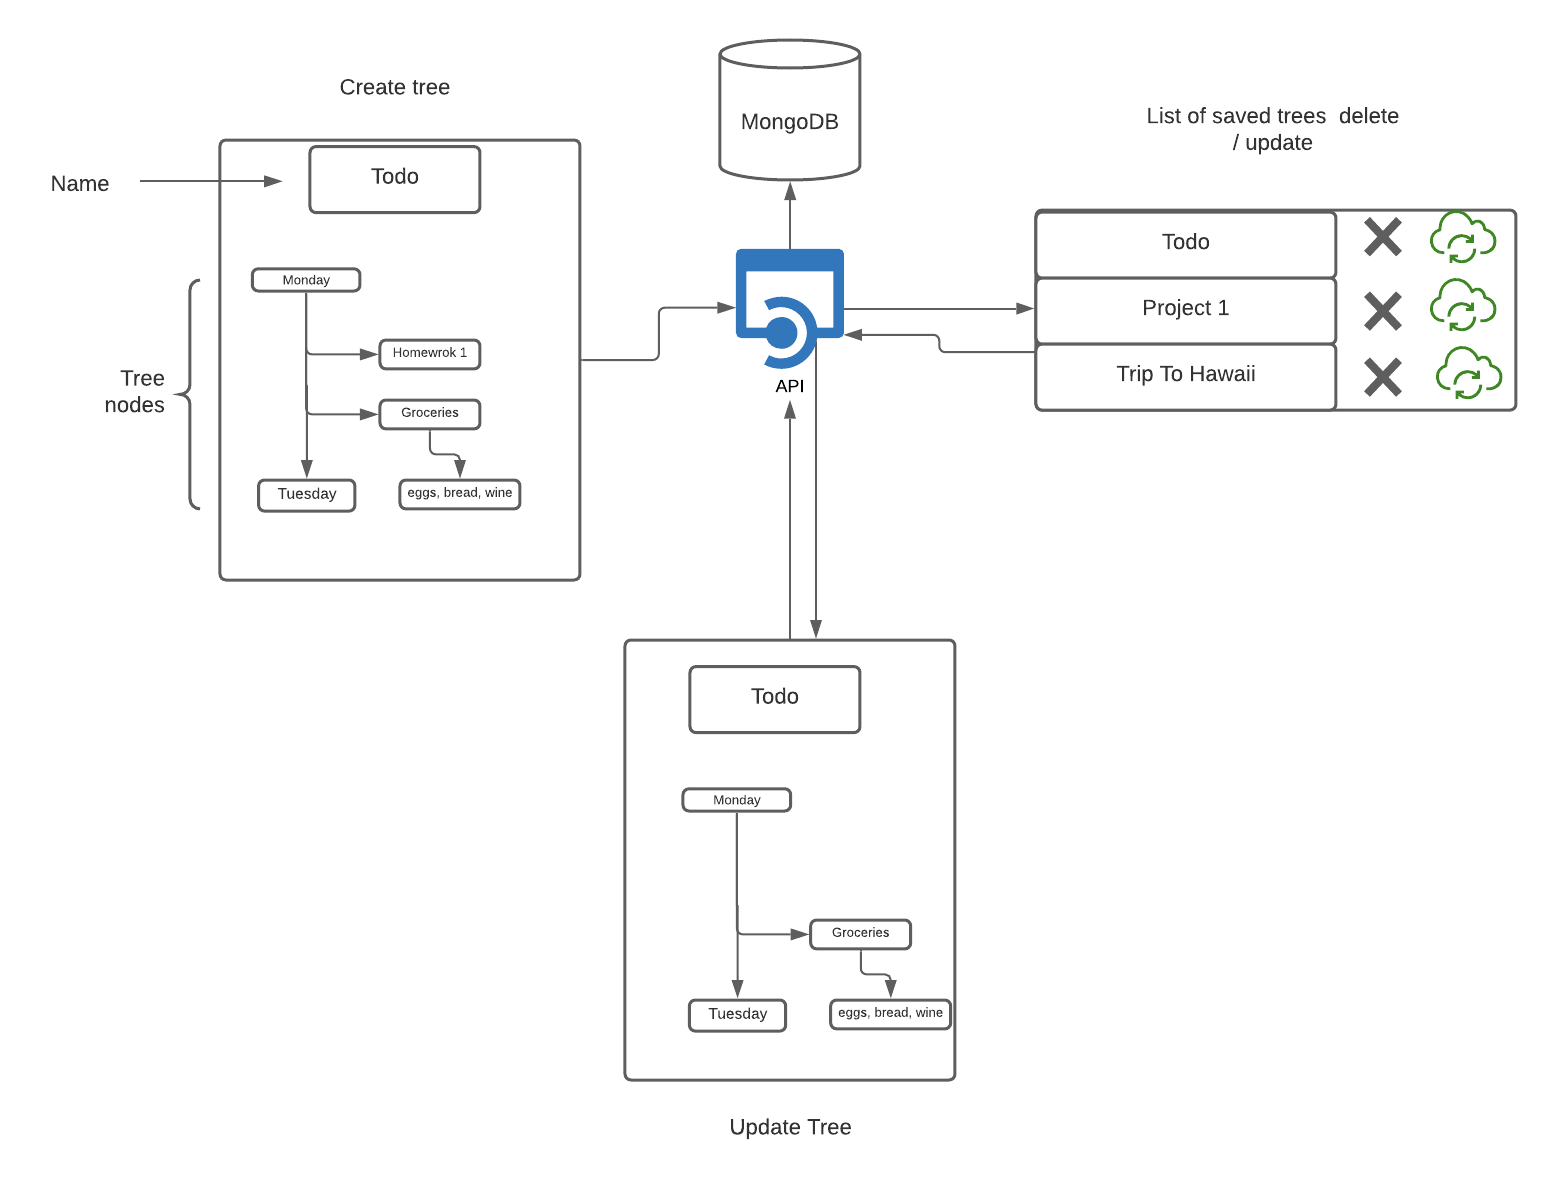 Create tree
Name
Todo
Monday
Homewrok 1
Tree
nodes
Groceries
Tuesday
eggs, bread, wine
MongoDB
API
List of saved trees  delete
/ update
Todo
Project 1
Trip To Hawaii
Todo
Monday
Groceries
Tuesday
eggs, bread, wine
Update Tree